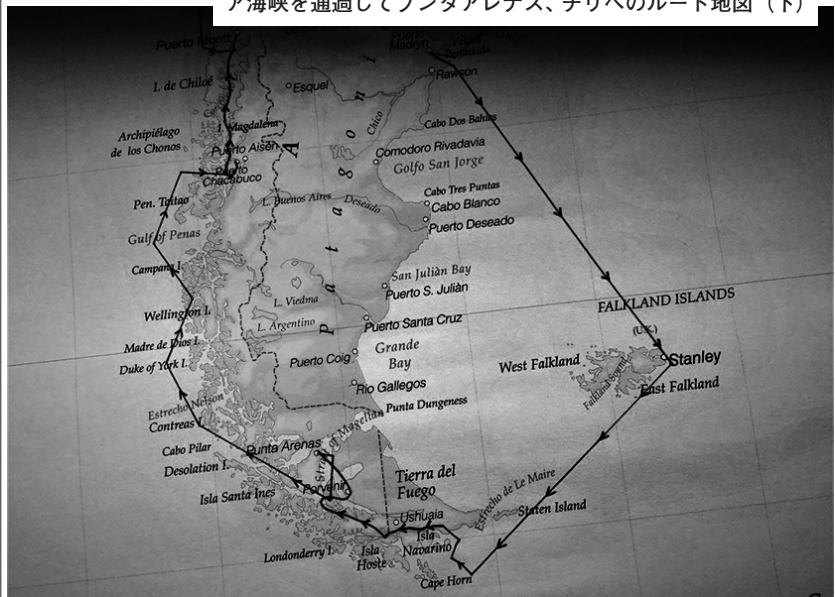 ア海峡を通過してプンタアレナス、チリへのルート地図（下）
Puerto Montt
Puerto
Madryn
I. de Chiloé
Esquel
Rawson
Chico
Cabo Dos Bahías
Archipiélago
de los Chonos
I. Magdalena
Puerto Aisén
Puerto
Chacabuco
Comodoro Rivadavia
Golfo San Jorge
Pen. Taitao
L. Buenos Aires
Deseado
Cabo Tres Puntas
Cabo Blanco
Puerto Deseado
Gulf of Penas
Campana I.
San Juliàn Bay
Puerto S. Juliàn
Wellington I.
L. Viedma
L. Argentino
Patagoni
A
Puerto Santa Cruz
FALKLAND ISLANDS
(U.K.)
Madre de Dios I.
Duke of York I.
Puerto Coig
Grande
Bay
West Falkland
Falkland Sound
Stanley
East Falkland
Rio Gallegos
Estrecho Nelson
Contreras I.
Punta Dungeness
Strait of Magellan
Cabo Pilar
Punta Arenas
Desolation I.
Isla Santa Ines
Porvenir
Tierra del
Fuego
Estrecho de Le Maire
Staten Island
Ushuaia
Isla
Navarino
Londonderry I.
Isla
Hoste
Cape Horn